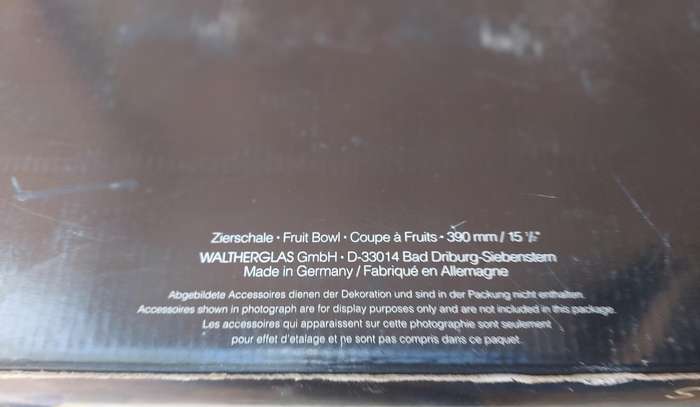 Zierschale · Fruit Bowl · Coupe à Fruits · 390 mm / 15 ½"
WALTHERGLAS GmbH · D-33014 Bad Driburg-Siebenstern
Made in Germany / Fabriqué en Allemagne
Abgebildete Accessoires dienen der Dekoration und sind in der Packung nicht enthalten.
Accessoires shown in photograph are for display purposes only and are not included in this package.
Les accessoires qui apparaissent sur cette photographie sont seulement
pour effet d'etalage et ne sont pas compris dans ce paquet.